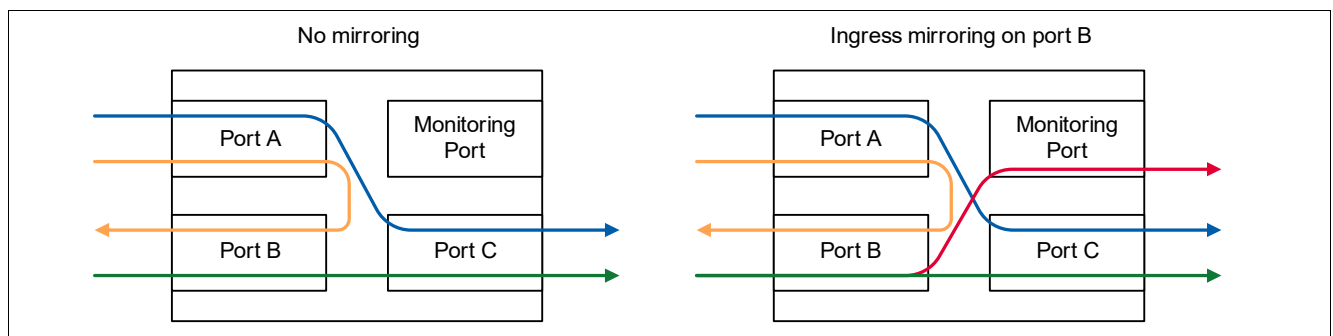 No mirroring
Port A
Monitoring
Port
Port B
Port C
Ingress mirroring on port B
Port A
Monitoring
Port
Port B
Port C